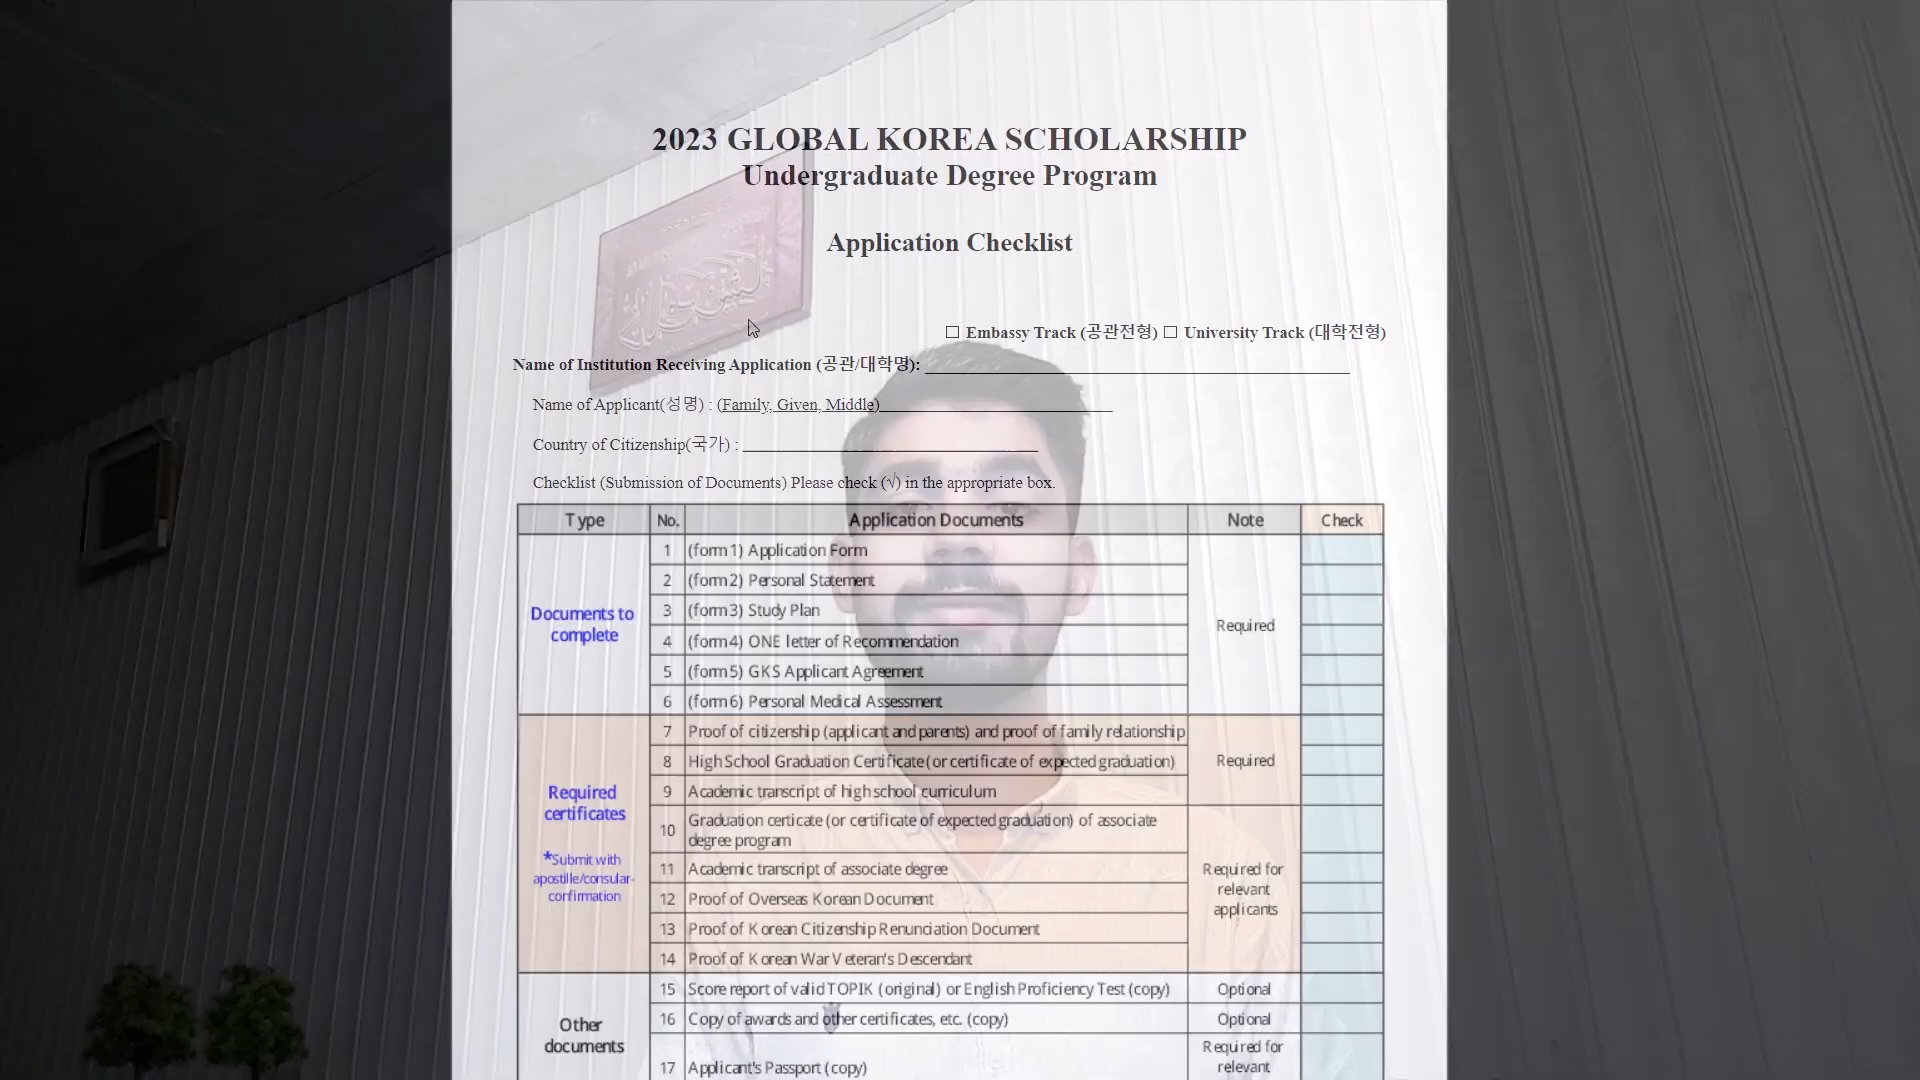 2023 GLOBAL KOREA SCHOLARSHIP
Undergraduate Degree Program
Application Checklist
☐ Embassy Track (공관전형) ☐ University Track (대학전형)
Name of Institution Receiving Application (공관/대학명):
Name of Applicant(성명) : (Family, Given, Middle)
Country of Citizenship(국가) :
Checklist (Submission of Documents) Please check (√) in the appropriate box.
Type No. Application Documents Note Check
Documents to
complete
1 (form1) Application Form
2 (form2) Personal Statement
3 (form3) Study Plan
4 (form4) ONE letter of Recommendation
5 (form5) GKS Applicant Agreement
6 (form6) Personal Medical Assessment
Required
Required
certificates
*Submit with
apostille/consular-
confirmation
7 Proof of citizenship (applicant and parents) and proof of family relationship
8 High School Graduation Certificate (or certificate of expected graduation)
9 Academic transcript of high school curriculum
Required
10 Graduation certicate (or certificate of expected graduation) of associate
degree program
11 Academic transcript of associate degree
12 Proof of Overseas Korean Document
13 Proof of Korean Citizenship Renunciation Document
14 Proof of Korean War Veteran's Descendant
Required for
relevant
applicants
Other
documents
15 Score report of valid TOPIK (original) or English Proficiency Test (copy) Optional
16 Copy of awards and other certificates, etc. (copy) Optional
17 Applicant's Passport (copy)
Required for
relevant